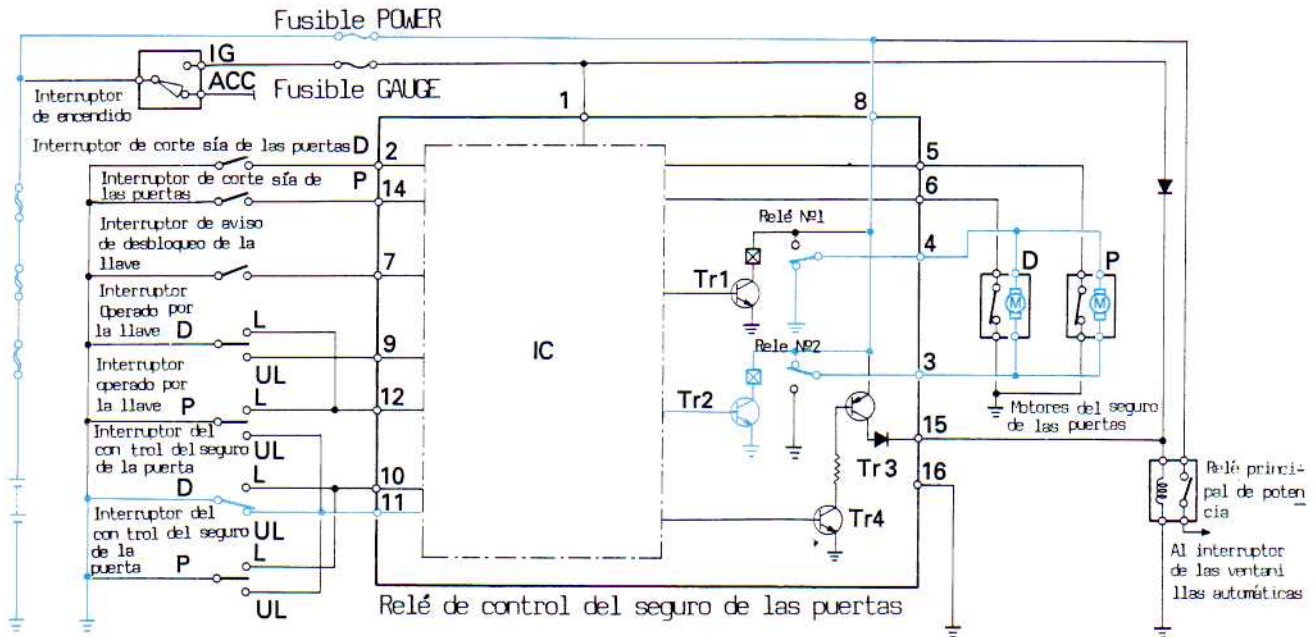 Fusible POWER
IG
ACC
Fusible GAUGE
Interruptor
de encendido
1
8
Interruptor de corte sía de las puertas D
2
5
Interruptor de corte sía de
las puertas
P
14
6
Relé Nº1
Interruptor de aviso
de desbloqueo de la
llave
4
7
D
P
Tr1
M
M
Interruptor
Operado por
la llave D
L
9
IC
Rele Nº2
3
UL
Interruptor
operado por
la llave
P
L
12
Tr2
Motores del seguro
de las puertas
UL
15
Interruptor del
con trol del seguro
de la puerta
Tr3
16
L
10
D
11
Relé princi-
pal de poten
cia
Interruptor del
con trol del seguro
de la
puerta
UL
Tr4
P
L
UL
Al interruptor
de las ventani
llas automáticas
Relé de control del seguro de las puertas